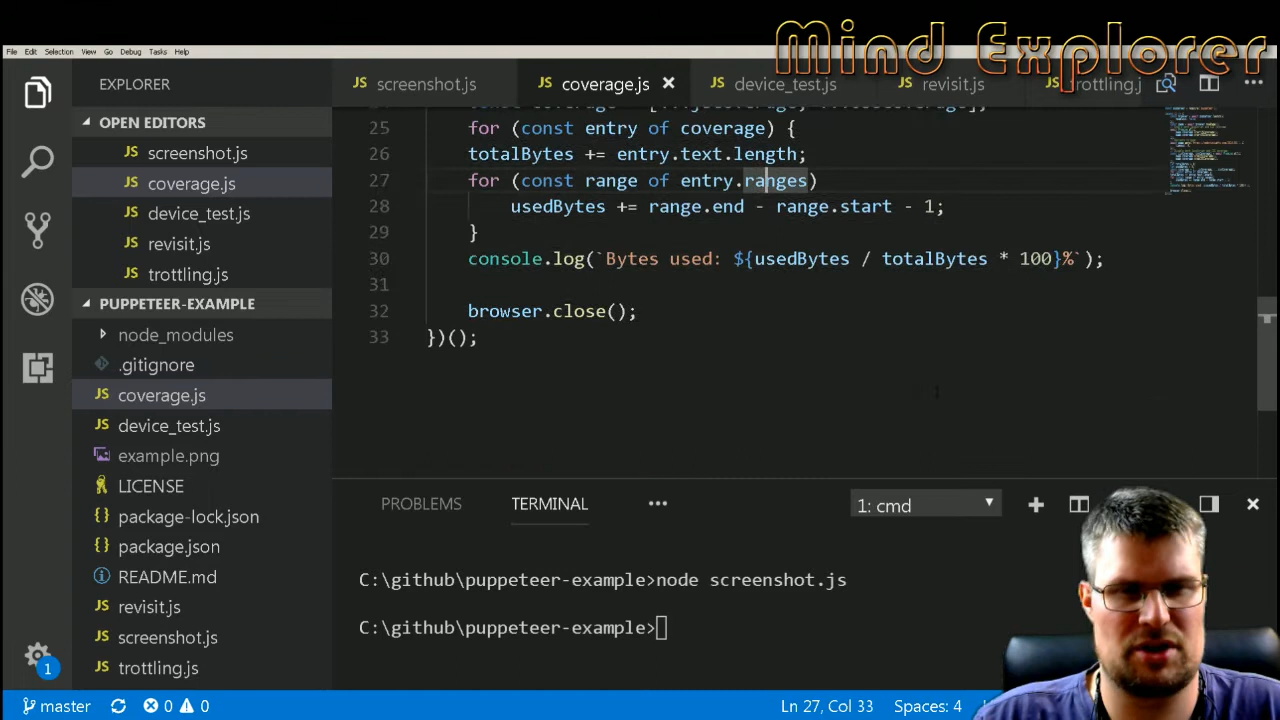 Mind Explorer
File Edit Selection View Go Debug Tasks Help
EXPLORER
screenshot.js
coverage.js
device_test.js
revisit.js
trottling.j
OPEN EDITORS
screenshot.js
coverage.js
device_test.js
revisit.js
trottling.js
PUPPETEER-EXAMPLE
node_modules
.gitignore
coverage.js
device_test.js
example.png
LICENSE
package-lock.json
package.json
README.md
revisit.js
screenshot.js
trottling.js
25 for (const entry of coverage) {
26 totalBytes += entry.text.length;
27 for (const range of entry.ranges)
28 usedBytes += range.end - range.start - 1;
29 }
30 console.log(`Bytes used: ${usedBytes / totalBytes * 100}%`);
31
32 browser.close();
33 })();
PROBLEMS TERMINAL
1: cmd
C:\github\puppeteer-example>node screenshot.js
C:\github\puppeteer-example>
1
master 0 0 Ln 27, Col 33 Spaces: 4